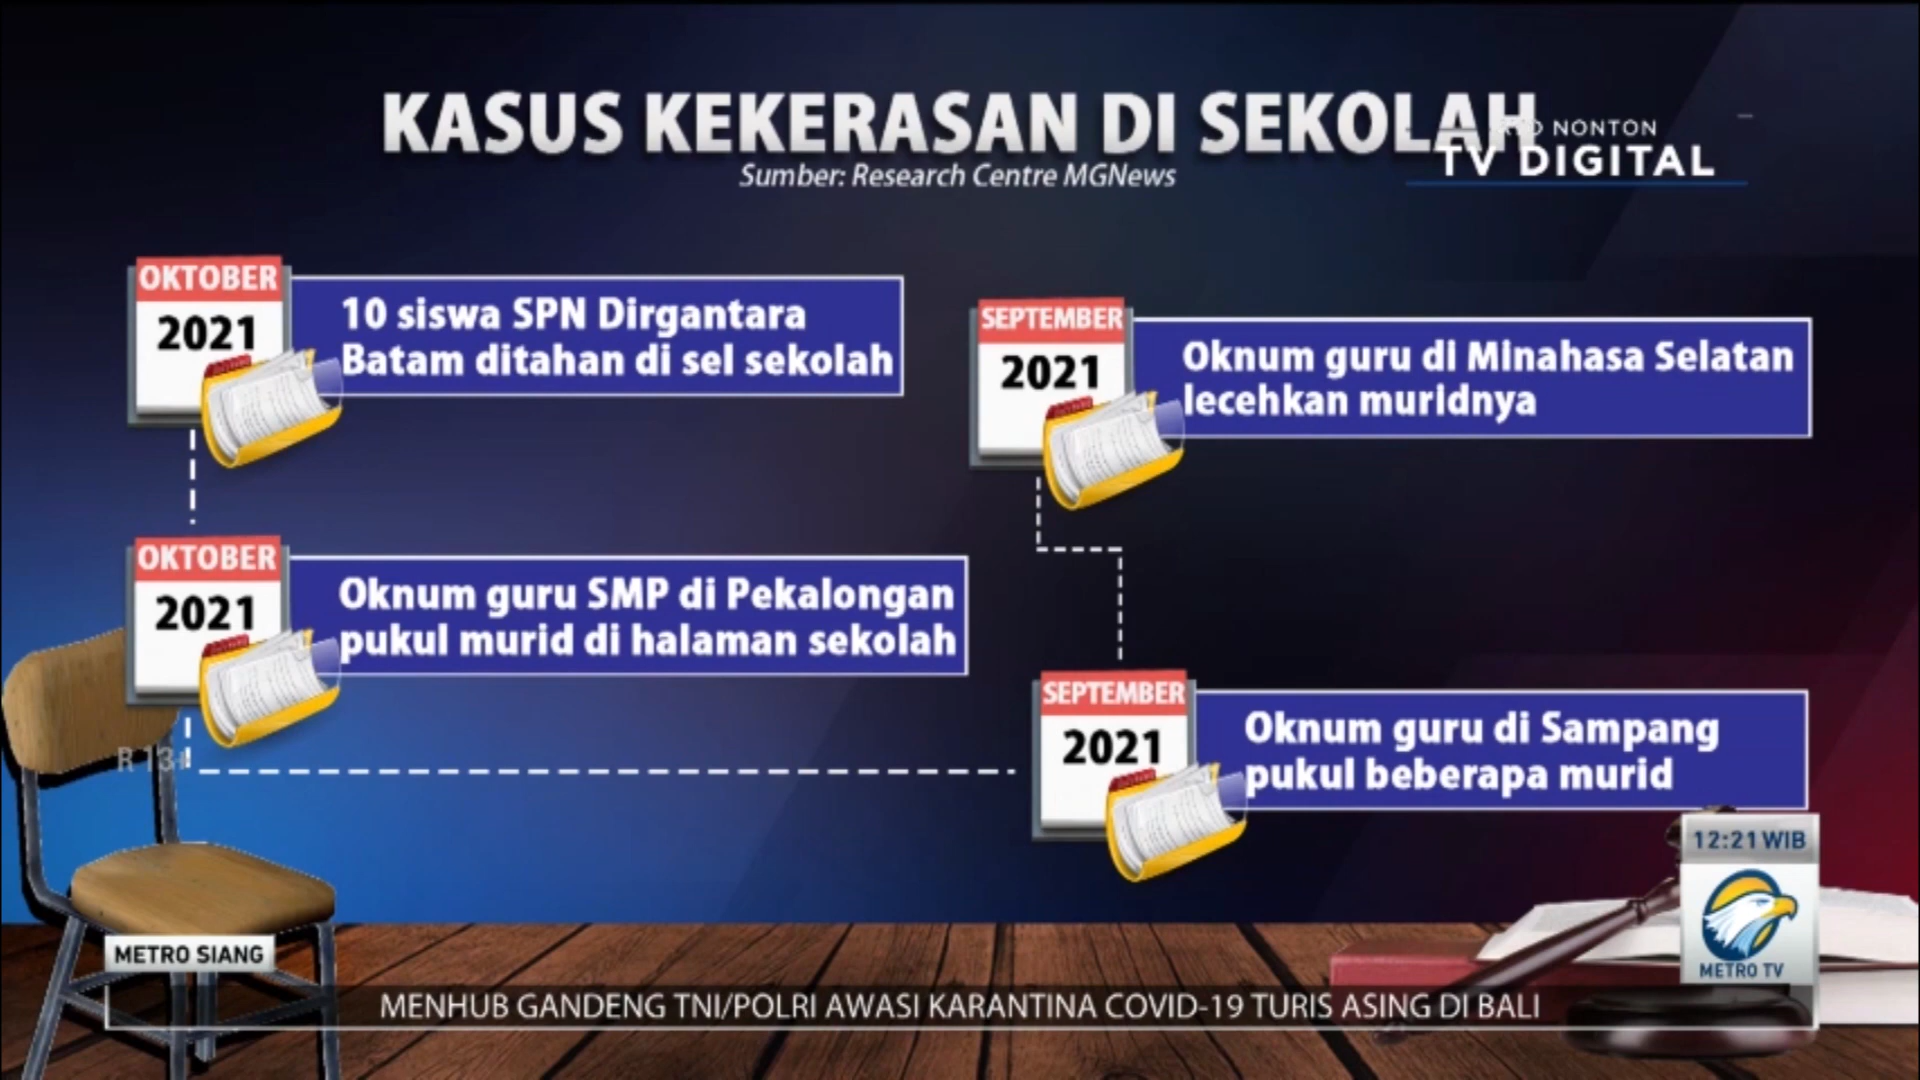 KASUS KEKERASAN DI SEKOLAH
Sumber: Research Centre MGNews
NONTON
TV DIGITAL
OKTOBER
2021
10 siswa SPN Dirgantara
Batam ditahan di sel sekolah
OKTOBER
2021
Oknum guru SMP di Pekalongan
pukul murid di halaman sekolah
SEPTEMBER
2021
Oknum guru di Minahasa Selatan
lecehkan muridnya
SEPTEMBER
2021
Oknum guru di Sampang
pukul beberapa murid
R 13+
12:21 WIB
METRO TV
METRO SIANG
MENHUB GANDENG TNI/POLRI AWASI KARANTINA COVID-19 TURIS ASING DI BALI